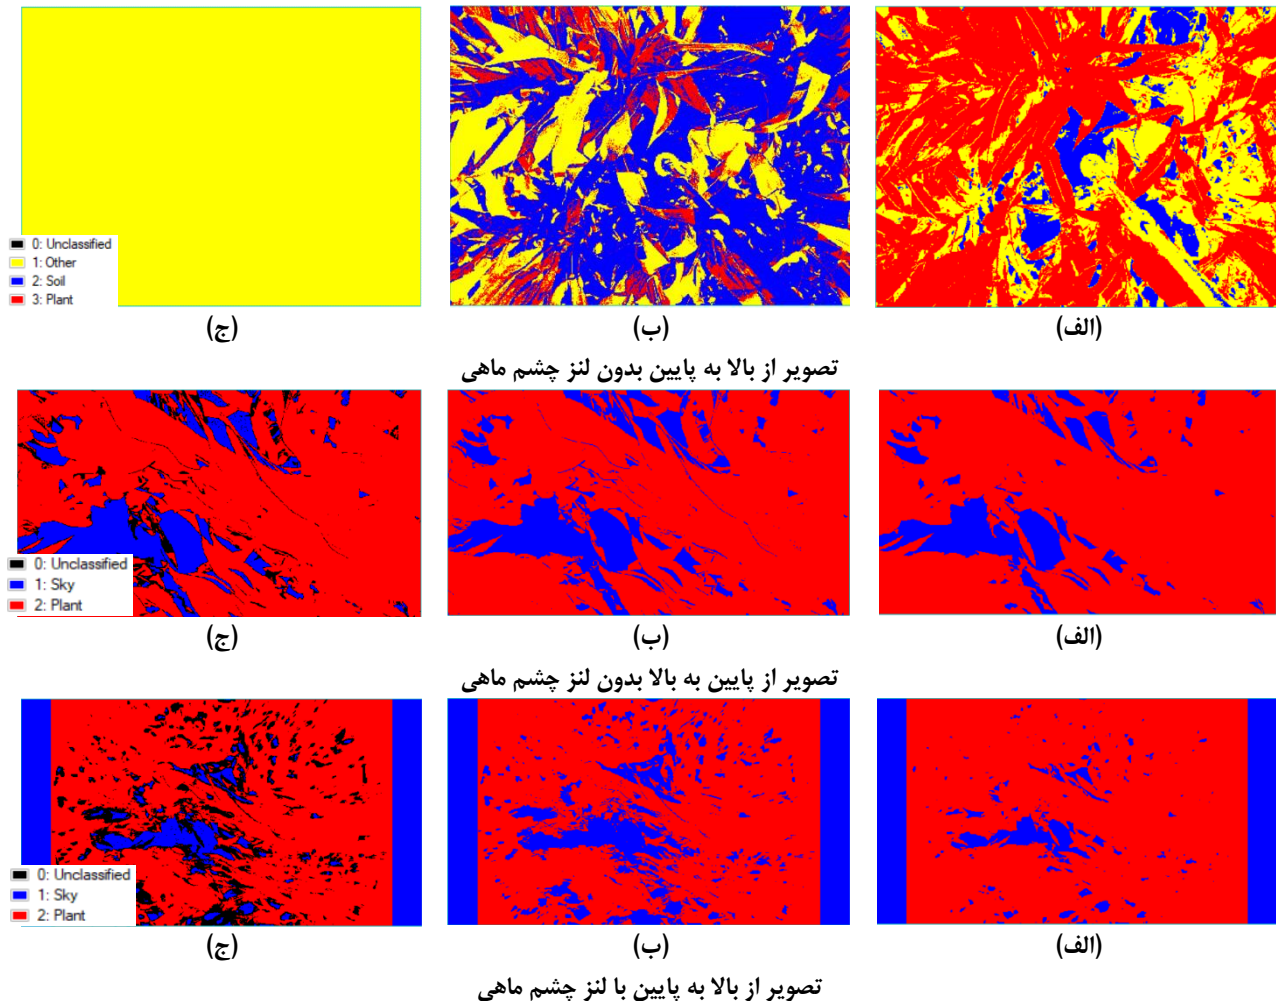 0: Unclassified
1: Other
2: Soil
3: Plant
(الف)
(ب)
(ج)
تصویر از بالا به پایین بدون لنز چشم ماهی
0: Unclassified
1: Sky
2: Plant
(الف)
(ب)
(ج)
تصویر از پایین به بالا بدون لنز چشم ماهی
0: Unclassified
1: Sky
2: Plant
(الف)
(ب)
(ج)
تصویر از بالا به پایین با لنز چشم ماهی